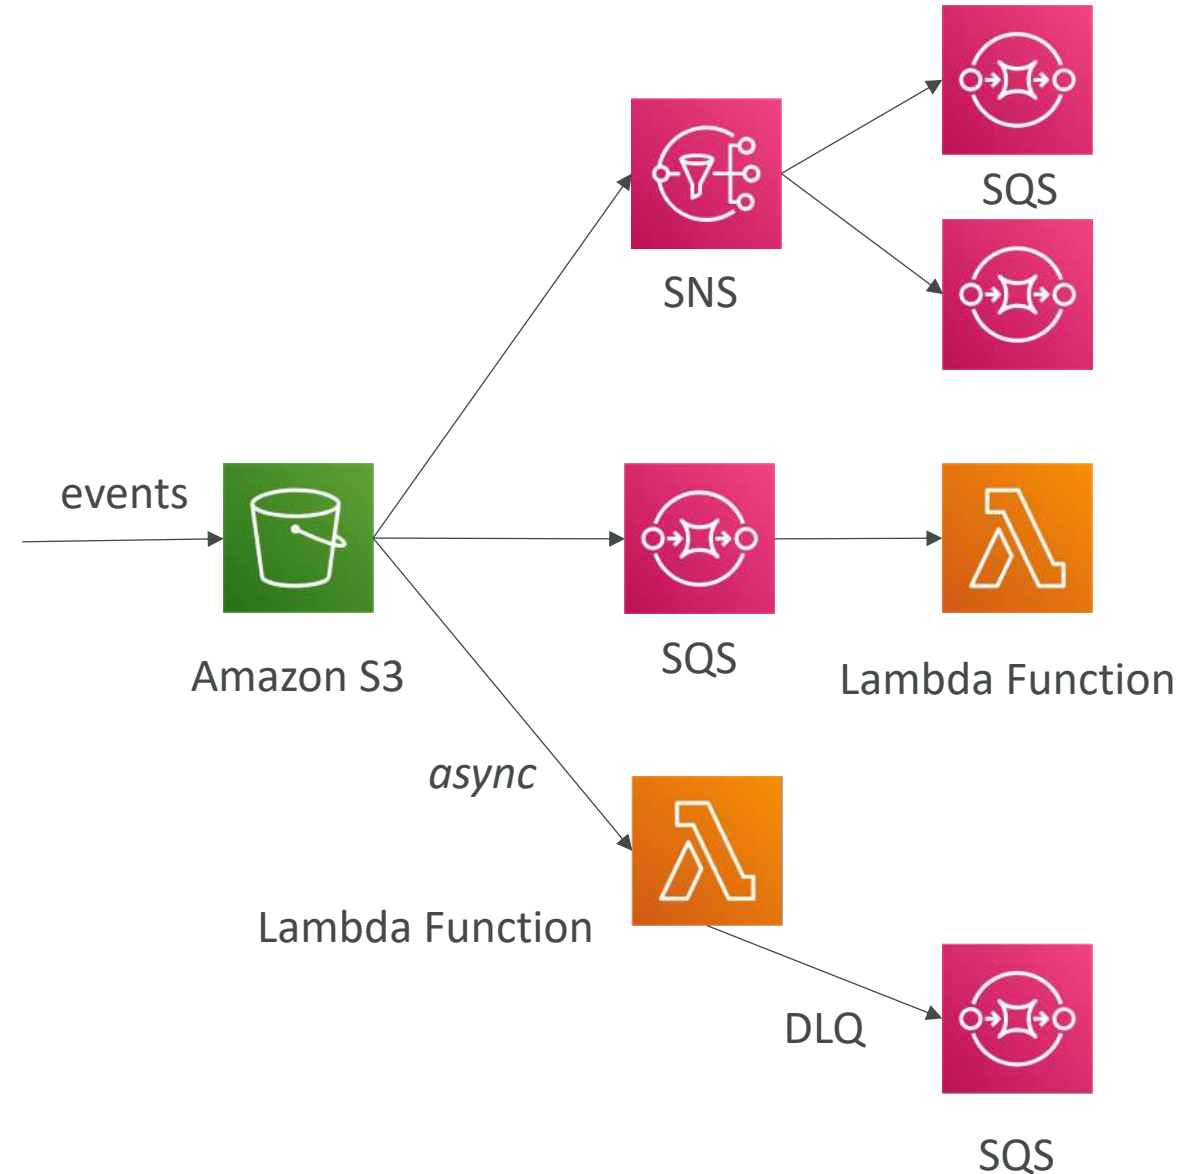 SQS
SNS
events
Amazon S3
SQS
Lambda Function
async
Lambda Function
DLQ
SQS